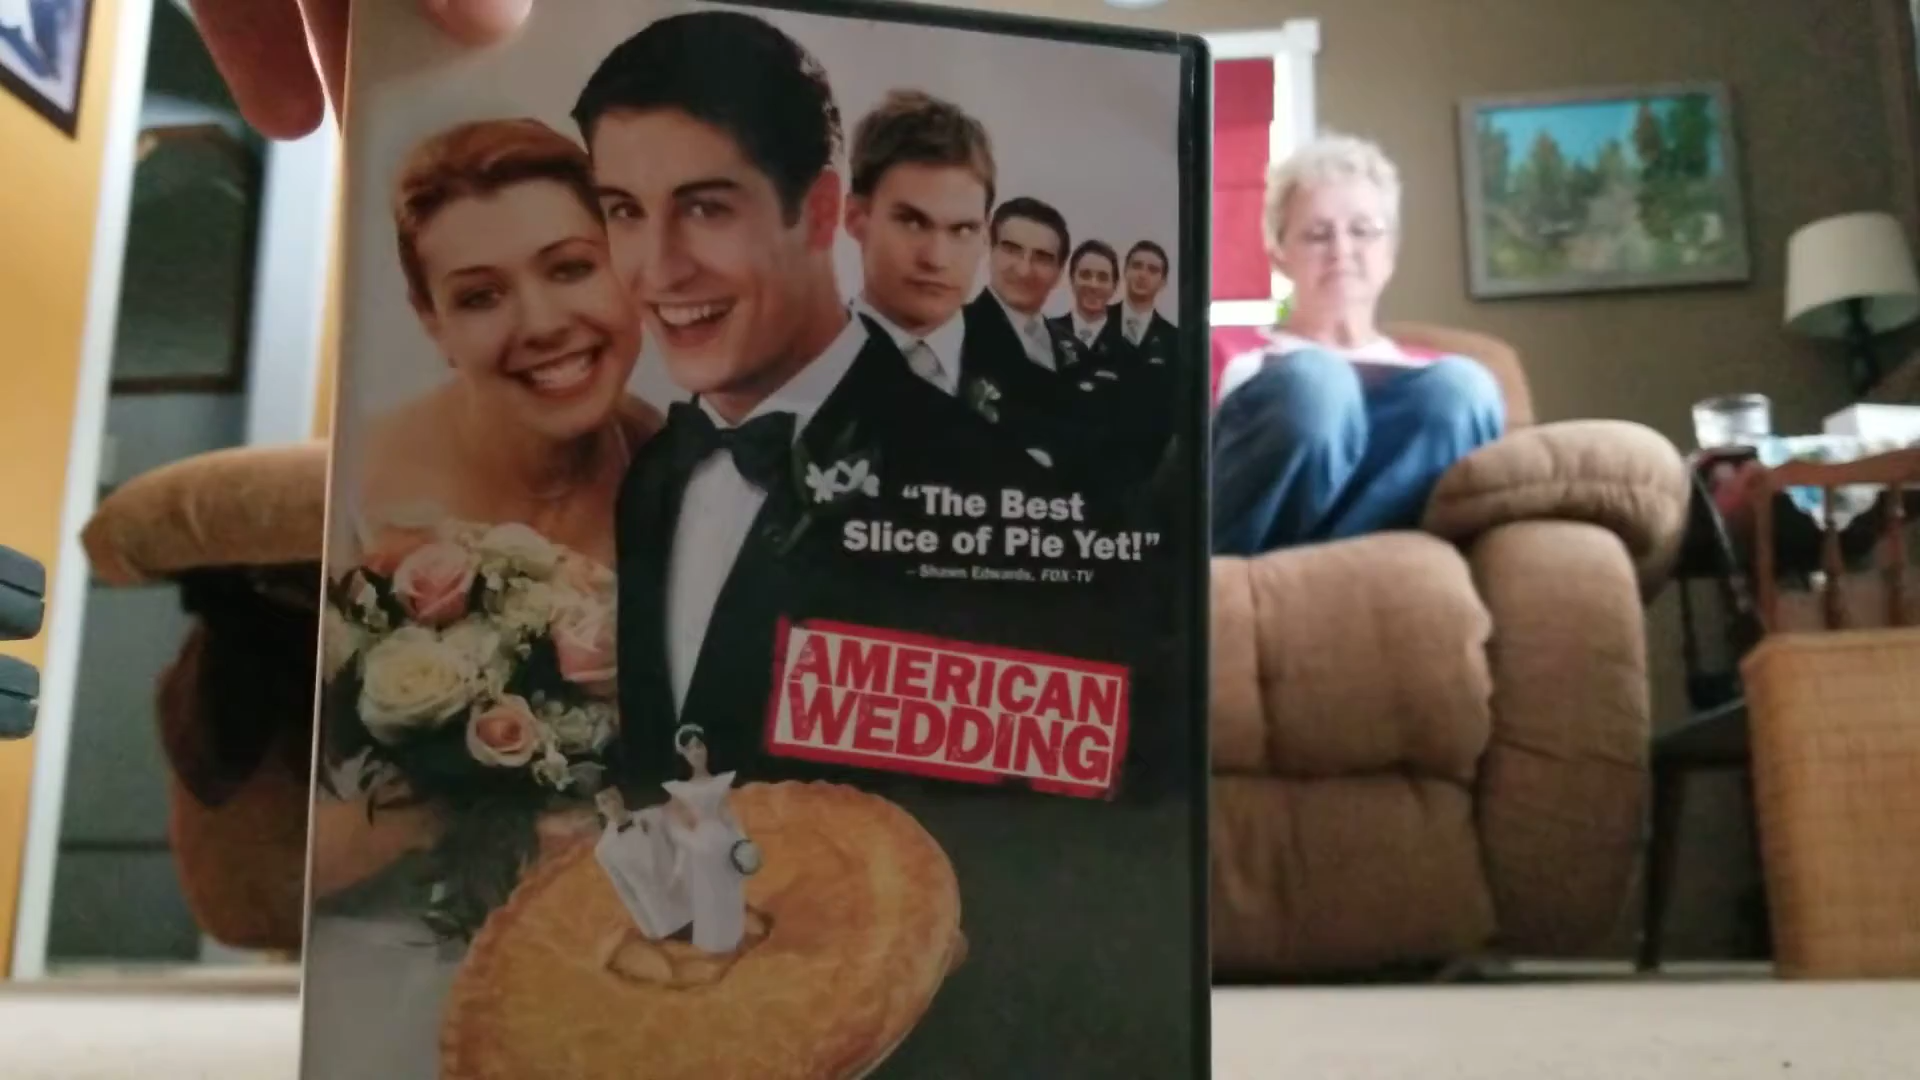 “The Best
Slice of Pie Yet!”
– Shawn Edwards, FOX-TV
AMERICAN
WEDDING